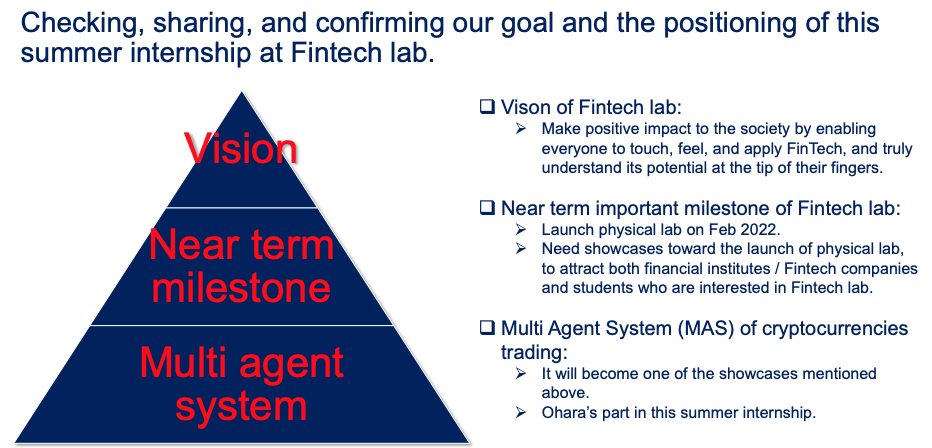 Checking, sharing, and confirming our goal and the positioning of this
summer internship at Fintech lab.
Vision
Near term
milestone
Multi agent
system
❑ Vison of Fintech lab:
➢ Make positive impact to the society by enabling
everyone to touch, feel, and apply FinTech, and truly
understand its potential at the tip of their fingers.
❑ Near term important milestone of Fintech lab:
➢ Launch physical lab on Feb 2022.
➢ Need showcases toward the launch of physical lab,
to attract both financial institutes / Fintech companies
and students who are interested in Fintech lab.
❑ Multi Agent System (MAS) of cryptocurrencies
trading:
➢ It will become one of the showcases mentioned
above.
➢ Ohara’s part in this summer internship.